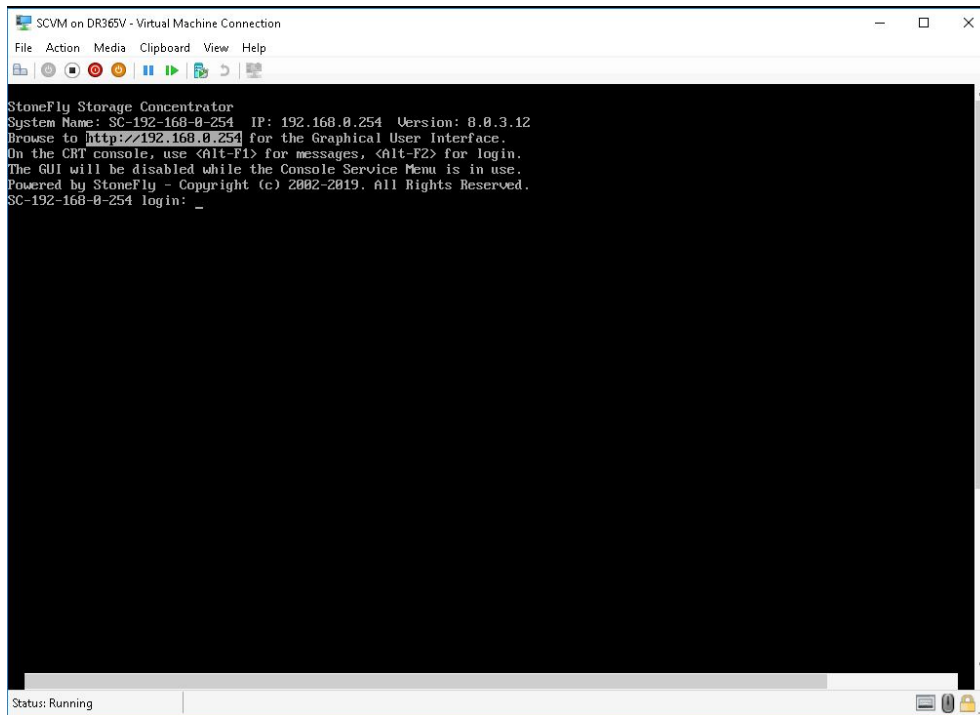 SCVM on DR365V - Virtual Machine Connection
File Action Media Clipboard View Help
StoneFly Storage Concentrator
System Name: SC-192-168-0-254 IP: 192.168.0.254 Version: 8.0.3.12
Browse to http://192.168.0.254 for the Graphical User Interface.
On the CRT console, use <Alt-F1> for messages, <Alt-F2> for login.
The GUI will be disabled while the Console Service Menu is in use.
Powered by StoneFly - Copyright (c) 2002-2019. All Rights Reserved.
SC-192-168-0-254 login: _
Status: Running